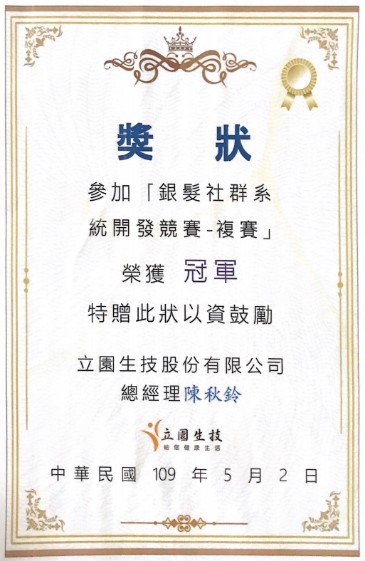 獎狀
參加「銀髮社群系
統開發競賽-複賽」
榮獲 冠軍
特贈此狀以資鼓勵
立園生技股份有限公司
總經理陳秋鈴
立園生技
中華民國 109 年 5 月 2 日